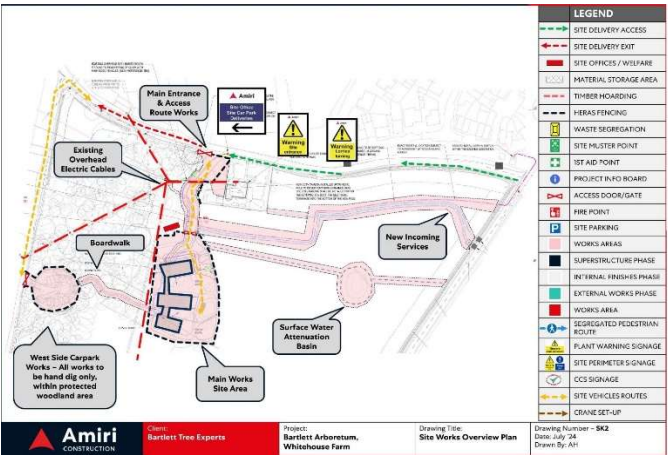 LEGEND
SITE DELIVERY ACCESS
SITE DELIVERY EXIT
SITE OFFICES / WELFARE
MATERIAL STORAGE AREA
TIMBER HOARDING
HERAS FENCING
WASTE SEGREGATION
SITE MUSTER POINT
1ST AID POINT
PROJECT INFO BOARD
ACCESS DOOR/GATE
FIRE POINT
SITE PARKING
WORKS AREAS
SUPERSTRUCTURE PHASE
INTERNAL FINISHES PHASE
EXTERNAL WORKS PHASE
WORKS AREA
SEGREGATED PEDESTRIAN
ROUTE
PLANT WARNING SIGNAGE
SITE PERIMETER SIGNAGE
CCS SIGNAGE
SITE VEHICLES ROUTES
CRANE SET-UP
Main Entrance
& Access
Route Works
Amiri
Site Office
Site Car Park
Deliveries
Warning
Site
entrance
Warning
Lorries
turning
Existing
Overhead
Electric Cables
Boardwalk
New Incoming
Services
Surface Water
Attenuation
Basin
West Side Carpark
Works – All works to
be hand dig only,
within protected
woodland area
Main Works
Site Area
Amiri
CONSTRUCTION
Client:
Bartlett Tree Experts
Project:
Bartlett Arboretum,
Whitehouse Farm
Drawing Title:
Site Works Overview Plan
Drawing Number – SK2
Date: July '24
Drawn By: AH